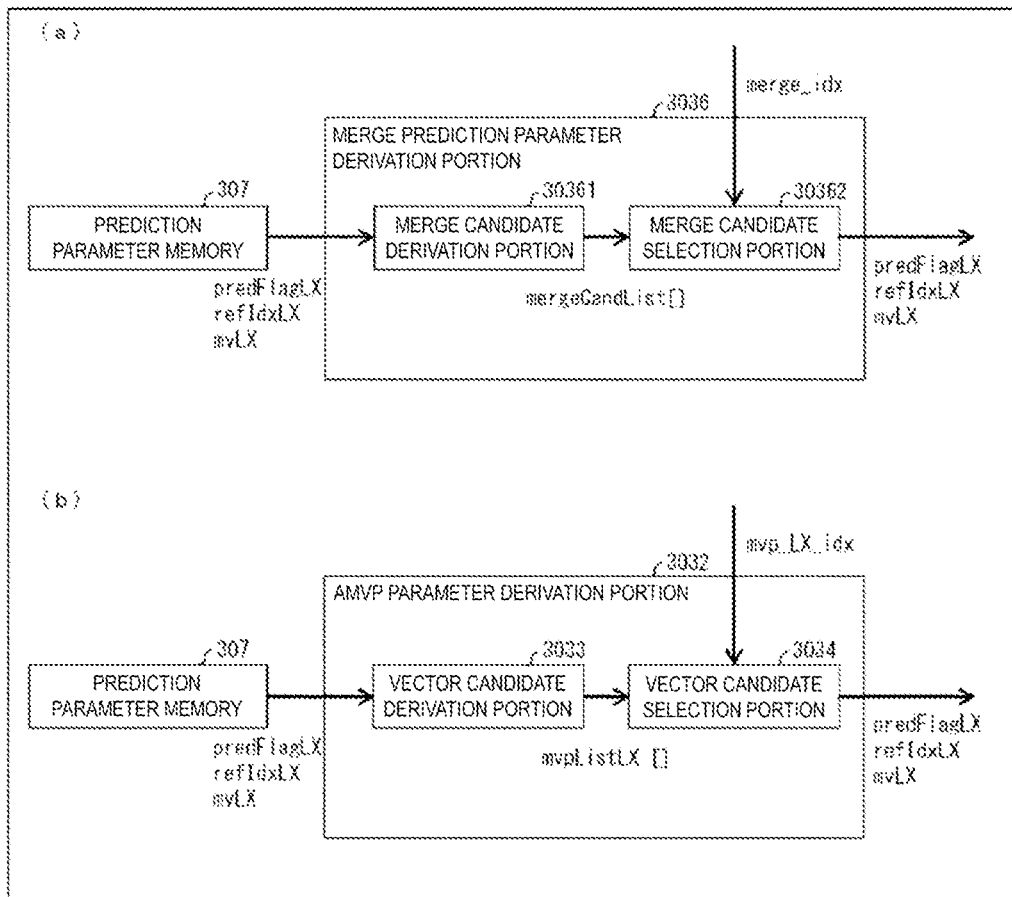 (a)
merge_idx
3036
MERGE PREDICTION PARAMETER
DERIVATION PORTION
307
30361
30362
PREDICTION
PARAMETER MEMORY
MERGE CANDIDATE
DERIVATION PORTION
MERGE CANDIDATE
SELECTION PORTION
predFlagLX
refIdxLX
mvLX
mergeCandList[]
predFlagLX
refIdxLX
mvLX
(b)
mvp_LX_idx
3032
AMVP PARAMETER DERIVATION PORTION
307
3033
3034
PREDICTION
PARAMETER MEMORY
VECTOR CANDIDATE
DERIVATION PORTION
VECTOR CANDIDATE
SELECTION PORTION
predFlagLX
refIdxLX
mvLX
mvpListLX []
predFlagLX
refIdxLX
mvLX